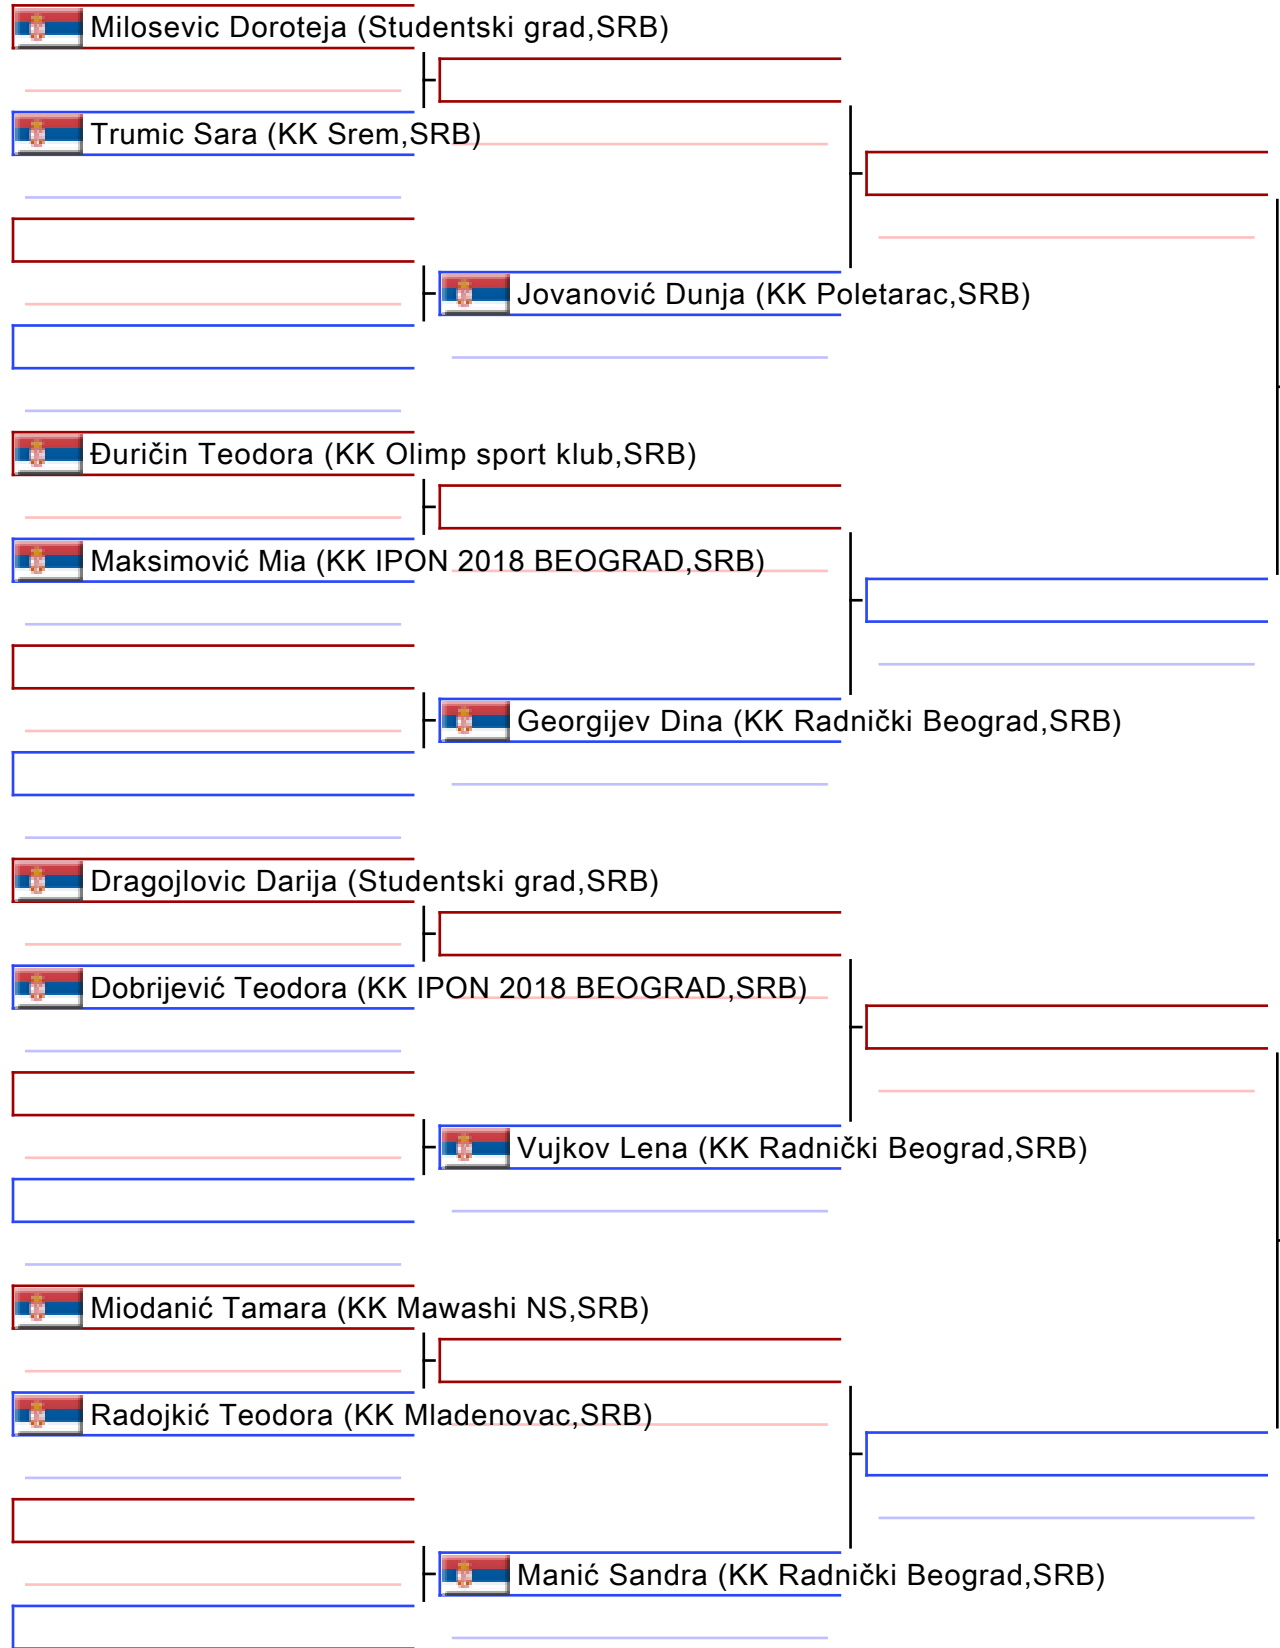 Milosevic Doroteja (Studentski grad,SRB)
Trumic Sara (KK Srem,SRB)
Jovanović Dunja (KK Poletarac,SRB)
Đuričin Teodora (KK Olimp sport klub,SRB)
Maksimović Mia (KK IPON 2018 BEOGRAD,SRB)
Georgijev Dina (KK Radnički Beograd,SRB)
Dragojlovic Darija (Studentski grad,SRB)
Dobrijević Teodora (KK IPON 2018 BEOGRAD,SRB)
Vujkov Lena (KK Radnički Beograd,SRB)
Miodanić Tamara (KK Mawashi NS,SRB)
Radojkić Teodora (KK Mladenovac,SRB)
Manić Sandra (KK Radnički Beograd,SRB)